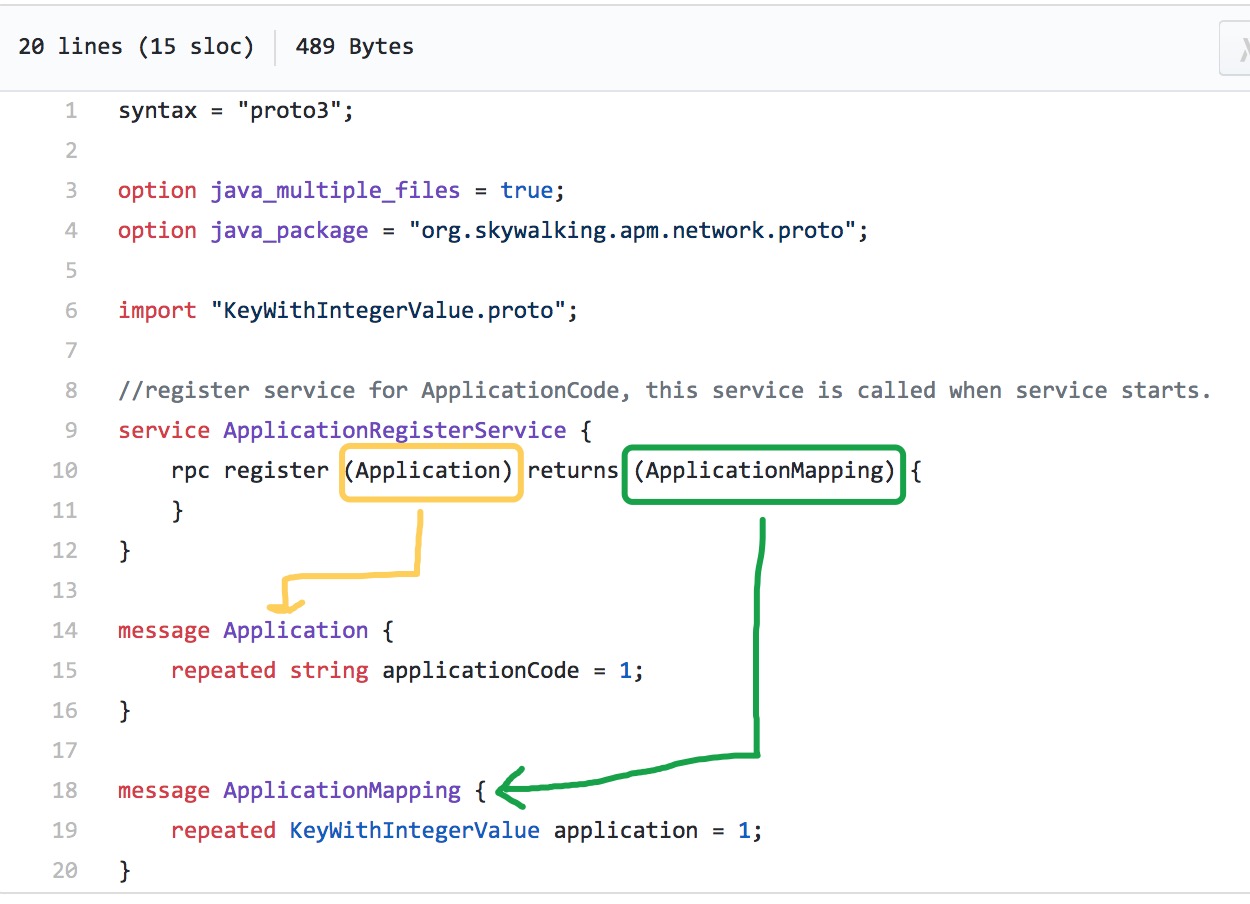 20 lines (15 sloc) 489 Bytes
1 syntax = "proto3";
2
3 option java_multiple_files = true;
4 option java_package = "org.skywalking.apm.network.proto";
5
6 import "KeyWithIntegerValue.proto";
7
8 //register service for ApplicationCode, this service is called when service starts.
9 service ApplicationRegisterService {
10 rpc register (Application) returns (ApplicationMapping) {
11 }
12 }
13
14 message Application {
15 repeated string applicationCode = 1;
16 }
17
18 message ApplicationMapping {
19 repeated KeyWithIntegerValue application = 1;
20 }